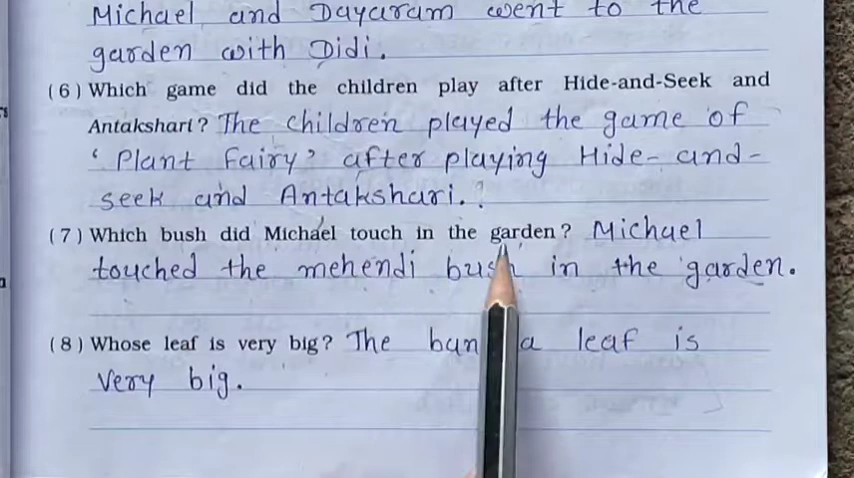 Michael and Dayaram went to the
garden with Didi.
(6) Which game did the children play after Hide-and-Seek and
Antakshari? The children played the game of
‘Plant Fairy’ after playing Hide-and-
seek and Antakshari.
(7) Which bush did Michael touch in the garden? Michael
touched the mehendi bush in the garden.
(8) Whose leaf is very big? The leaf is
very big.